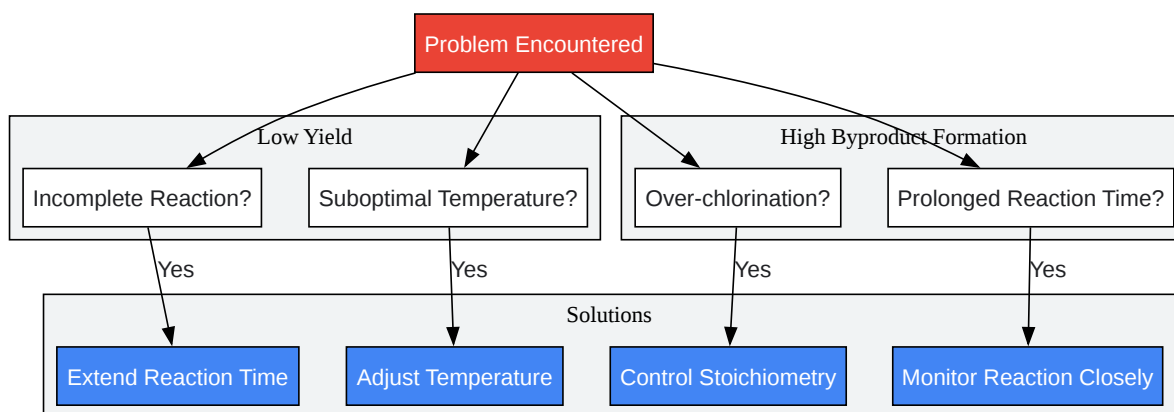 Problem Encountered
Low Yield
High Byproduct Formation
Incomplete Reaction?
Suboptimal Temperature?
Over-chlorination?
Prolonged Reaction Time?
Yes
Yes
Yes
Yes
Solutions
Extend Reaction Time
Adjust Temperature
Control Stoichiometry
Monitor Reaction Closely